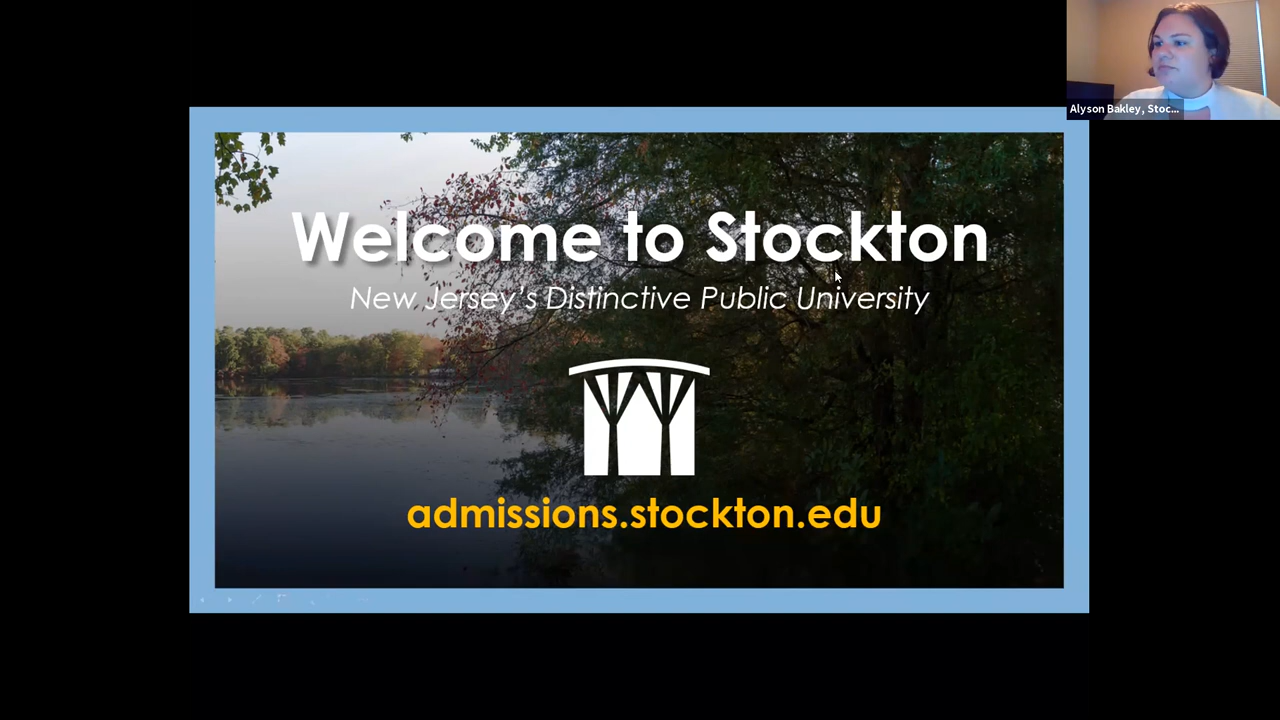 Alyson Bakley, Stoc...
Welcome to Stockton
New Jersey's Distinctive Public University
admissions.stockton.edu